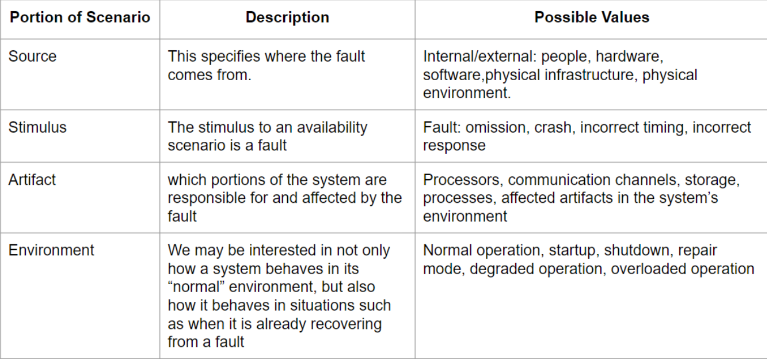 Portion of Scenario Description Possible Values
Source
This specifies where the fault
comes from.
Internal/external: people, hardware,
software,physical infrastructure, physical
environment.
Stimulus
The stimulus to an availability
scenario is a fault
Fault: omission, crash, incorrect timing, incorrect
response
Artifact
which portions of the system are
responsible for and affected by the
fault
Processors, communication channels, storage,
processes, affected artifacts in the system’s
environment
Environment
We may be interested in not only
how a system behaves in its
“normal” environment, but also
how it behaves in situations such
as when it is already recovering
from a fault
Normal operation, startup, shutdown, repair
mode, degraded operation, overloaded operation